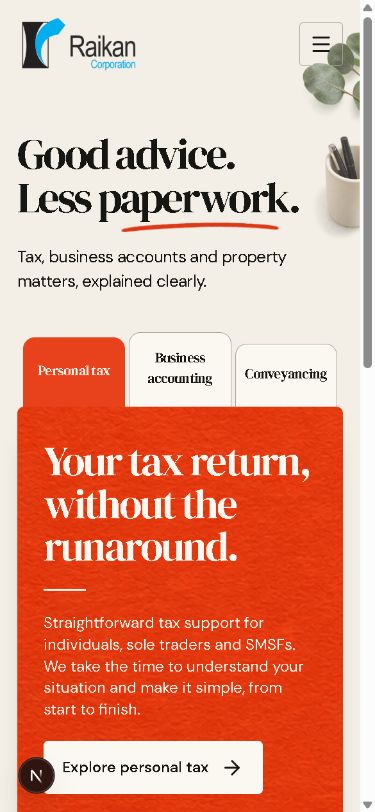 Raikan
Corporation
Good advice.
Less paperwork.
Tax, business accounts and property
matters, explained clearly.
Personal tax
Business
accounting
Conveyancing
Your tax return,
without the
runaround.
Straightforward tax support for
individuals, sole traders and SMSFs.
We take the time to understand your
situation and make it simple, from
start to finish.
Explore personal tax
N